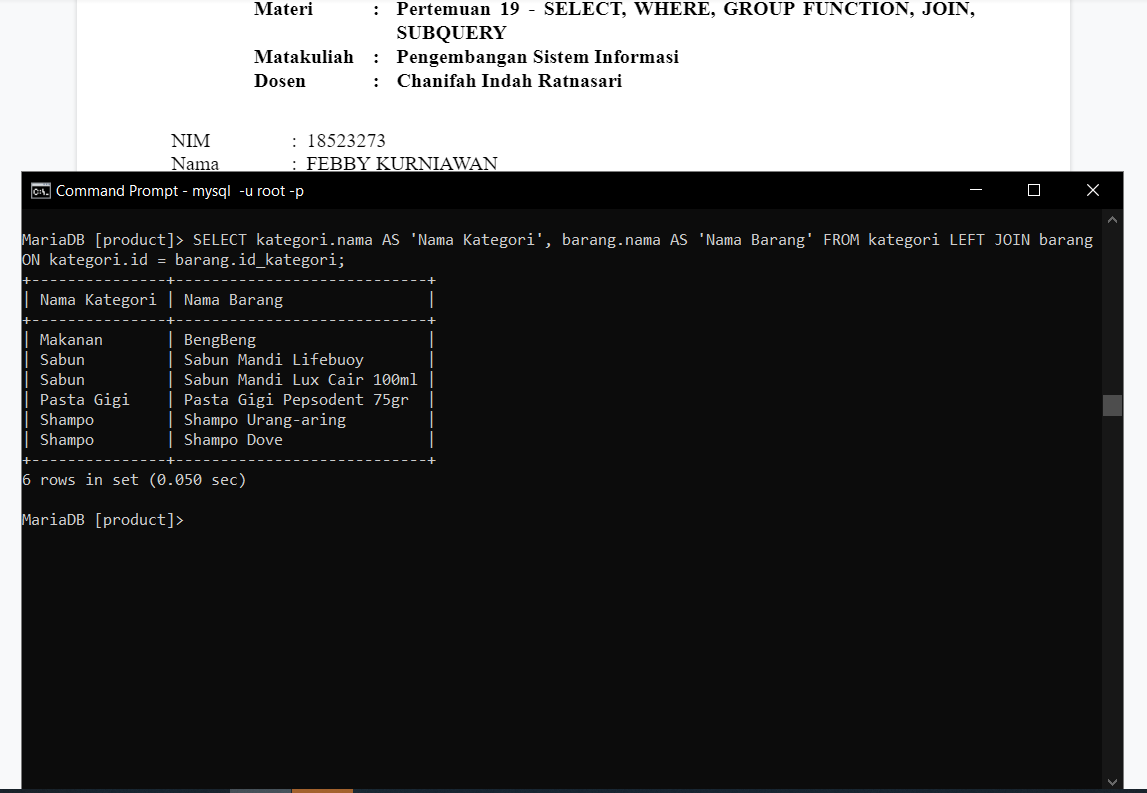 Materi : Pertemuan 19 - SELECT, WHERE, GROUP FUNCTION, JOIN,
SUBQUERY
Matakuliah : Pengembangan Sistem Informasi
Dosen : Chanifah Indah Ratnasari
NIM : 18523273
Nama : FEBBY KURNIAWAN
Command Prompt - mysql  -u root -p
MariaDB [product]> SELECT kategori.nama AS 'Nama Kategori', barang.nama AS 'Nama Barang' FROM kategori LEFT JOIN barang
ON kategori.id = barang.id_kategori;
+---------------+----------------------------+
| Nama Kategori | Nama Barang                |
+---------------+----------------------------+
| Makanan       | BengBeng                   |
| Sabun         | Sabun Mandi Lifebuoy       |
| Sabun         | Sabun Mandi Lux Cair 100ml |
| Pasta Gigi    | Pasta Gigi Pepsodent 75gr  |
| Shampo        | Shampo Urang-aring         |
| Shampo        | Shampo Dove                |
+---------------+----------------------------+
6 rows in set (0.050 sec)
MariaDB [product]>